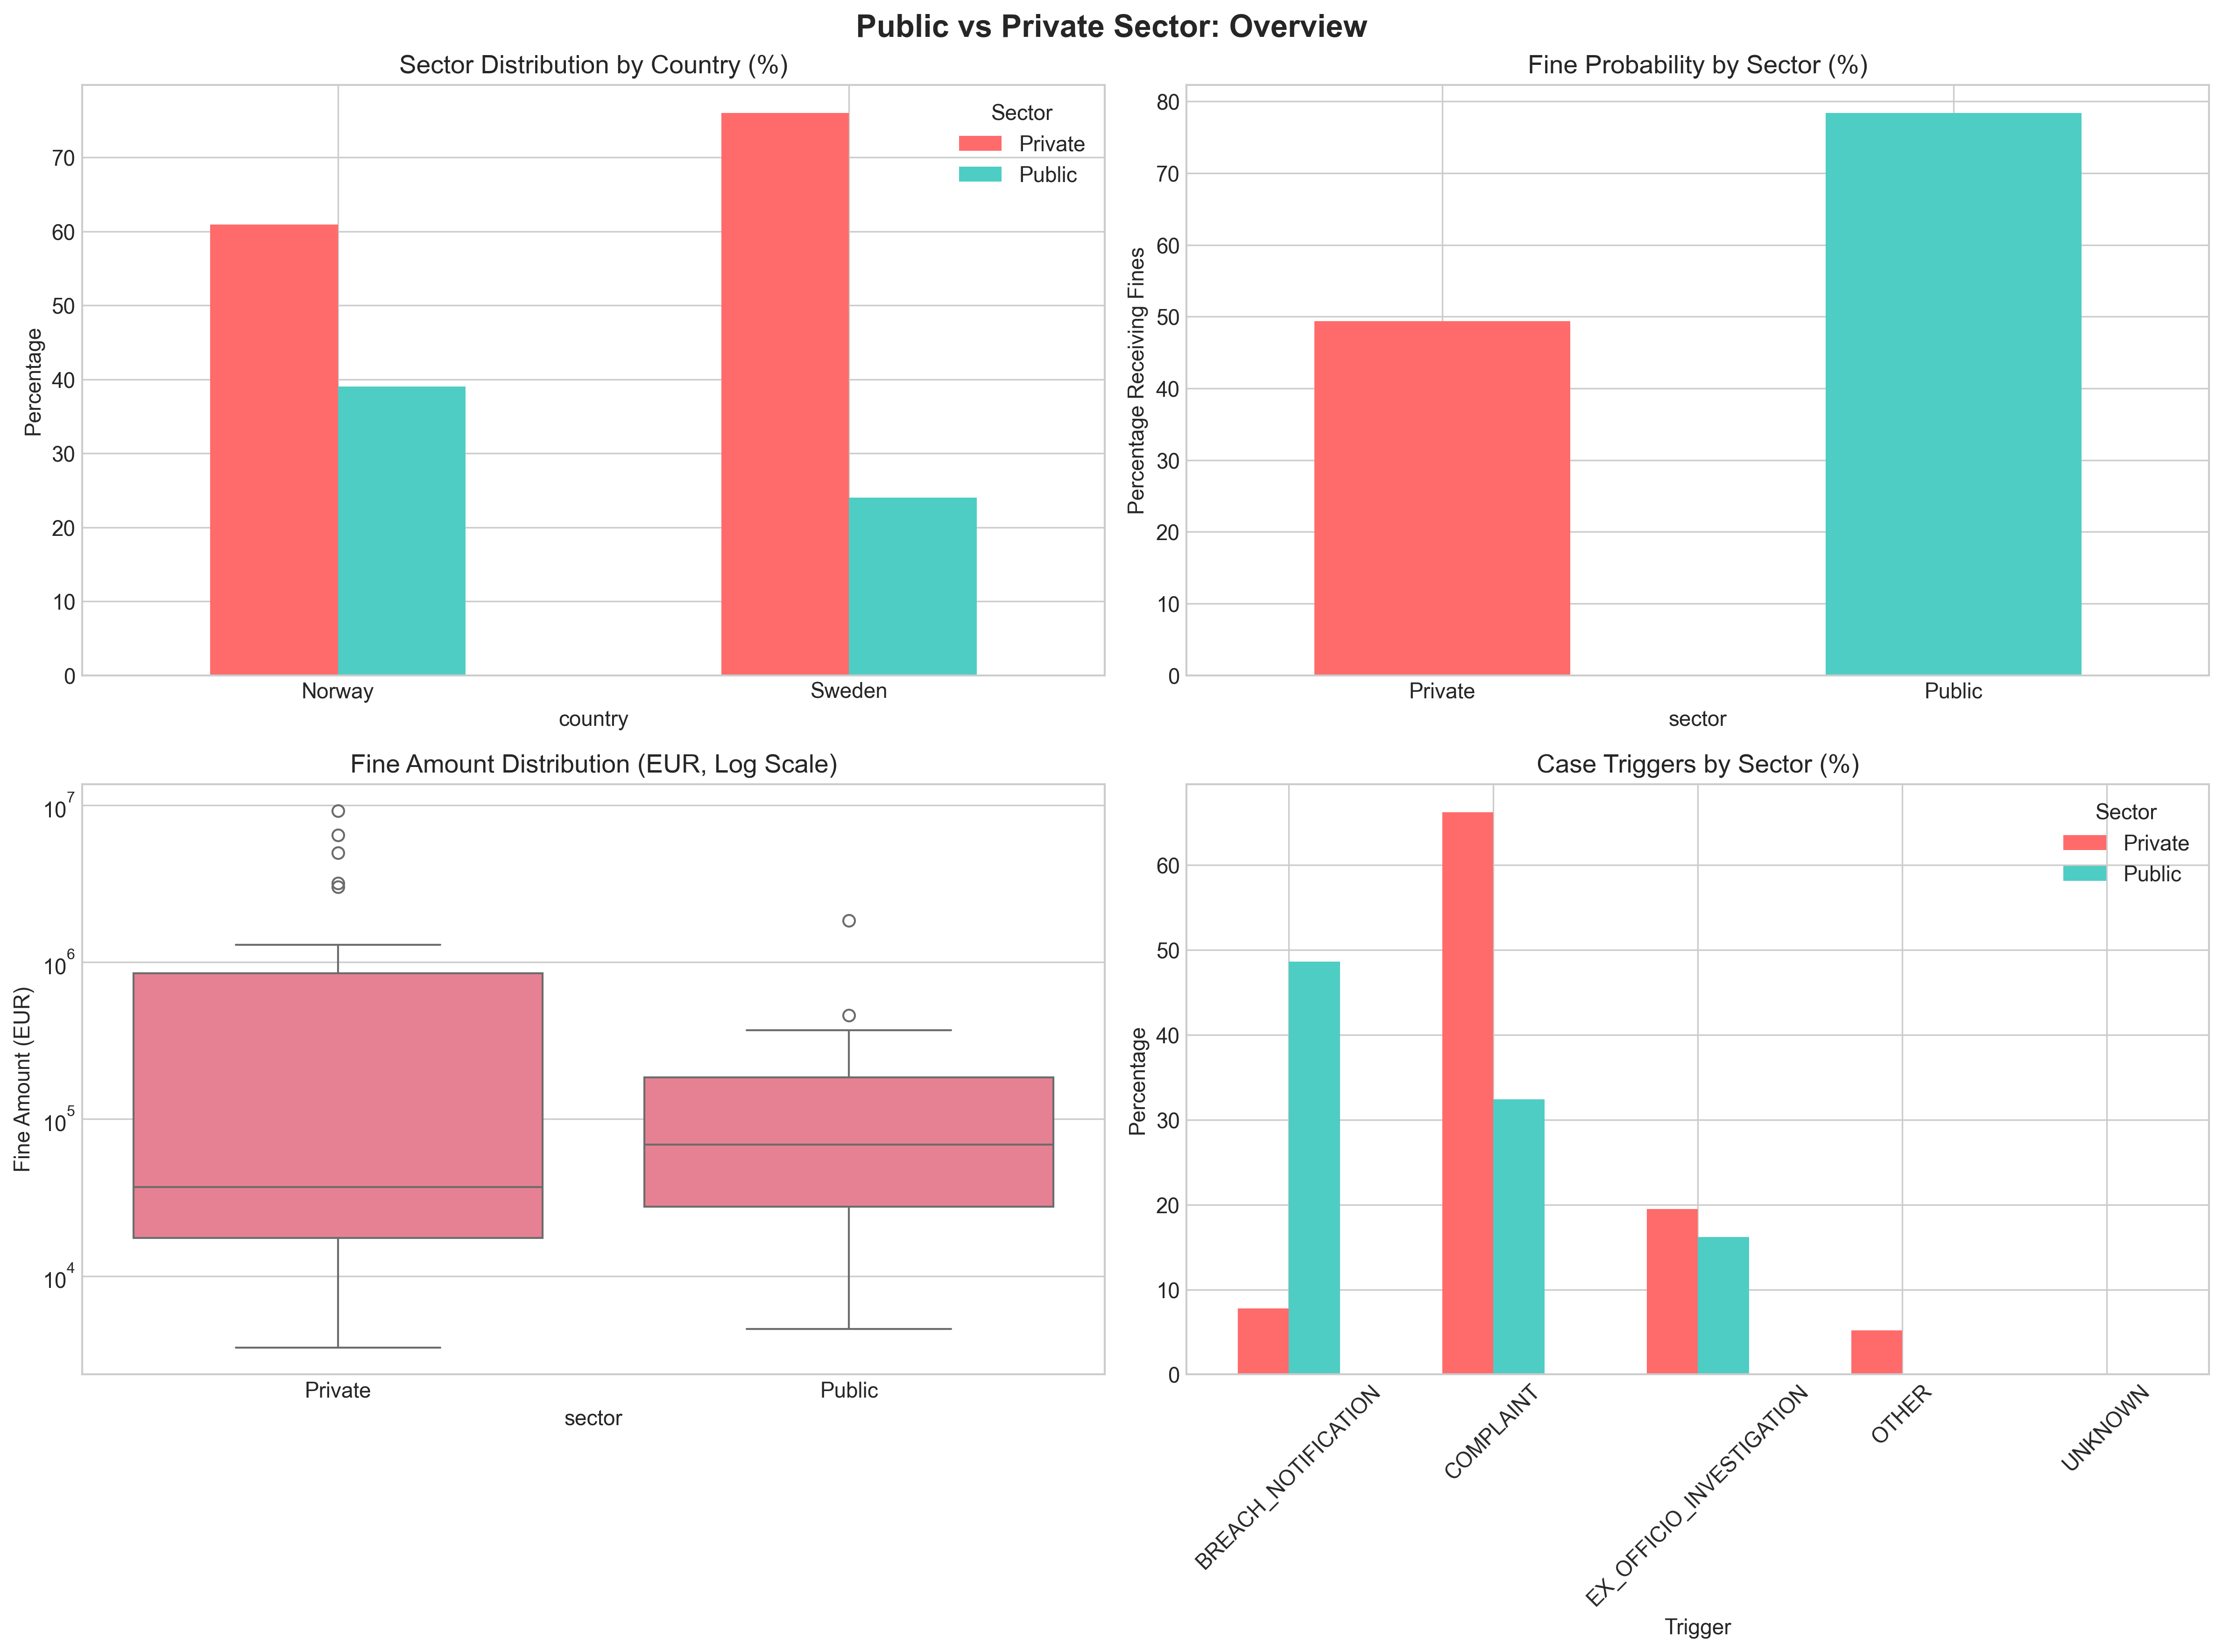 Public vs Private Sector: Overview
Sector Distribution by Country (%)
Percentage
70
60
50
40
30
20
10
0
Norway
Sweden
country
Sector
Private
Public
Fine Probability by Sector (%)
Percentage Receiving Fines
80
70
60
50
40
30
20
10
0
Private
Public
sector
Fine Amount Distribution (EUR, Log Scale)
Fine Amount (EUR)
10^7
10^6
10^5
10^4
Private
Public
sector
Case Triggers by Sector (%)
Percentage
60
50
40
30
20
10
0
Sector
Private
Public
BREACH_NOTIFICATION
COMPLAINT
EX_OFFICIO_INVESTIGATION
OTHER
UNKNOWN
Trigger